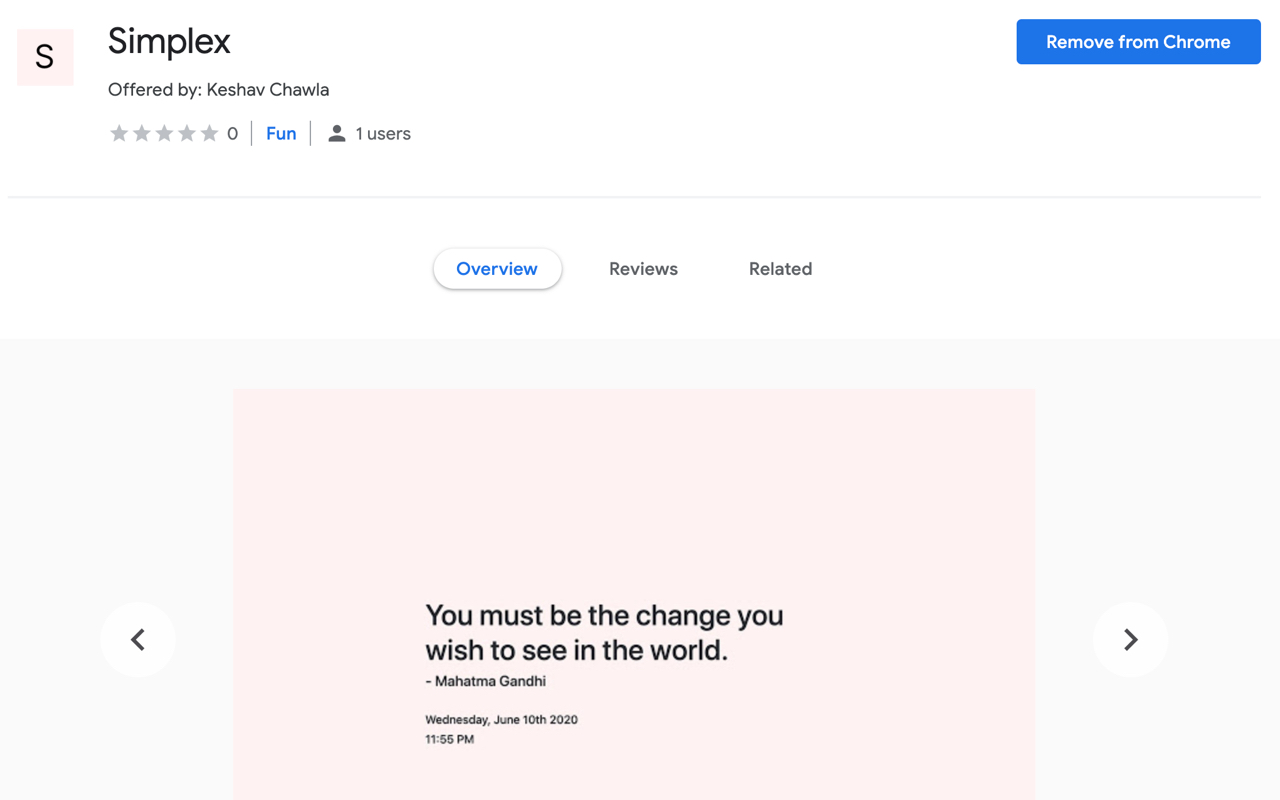 S
Simplex
Remove from Chrome
Offered by: Keshav Chawla
0
Fun
1 users
Overview
Reviews
Related
You must be the change you
wish to see in the world.
- Mahatma Gandhi
Wednesday, June 10th 2020
11:55 PM